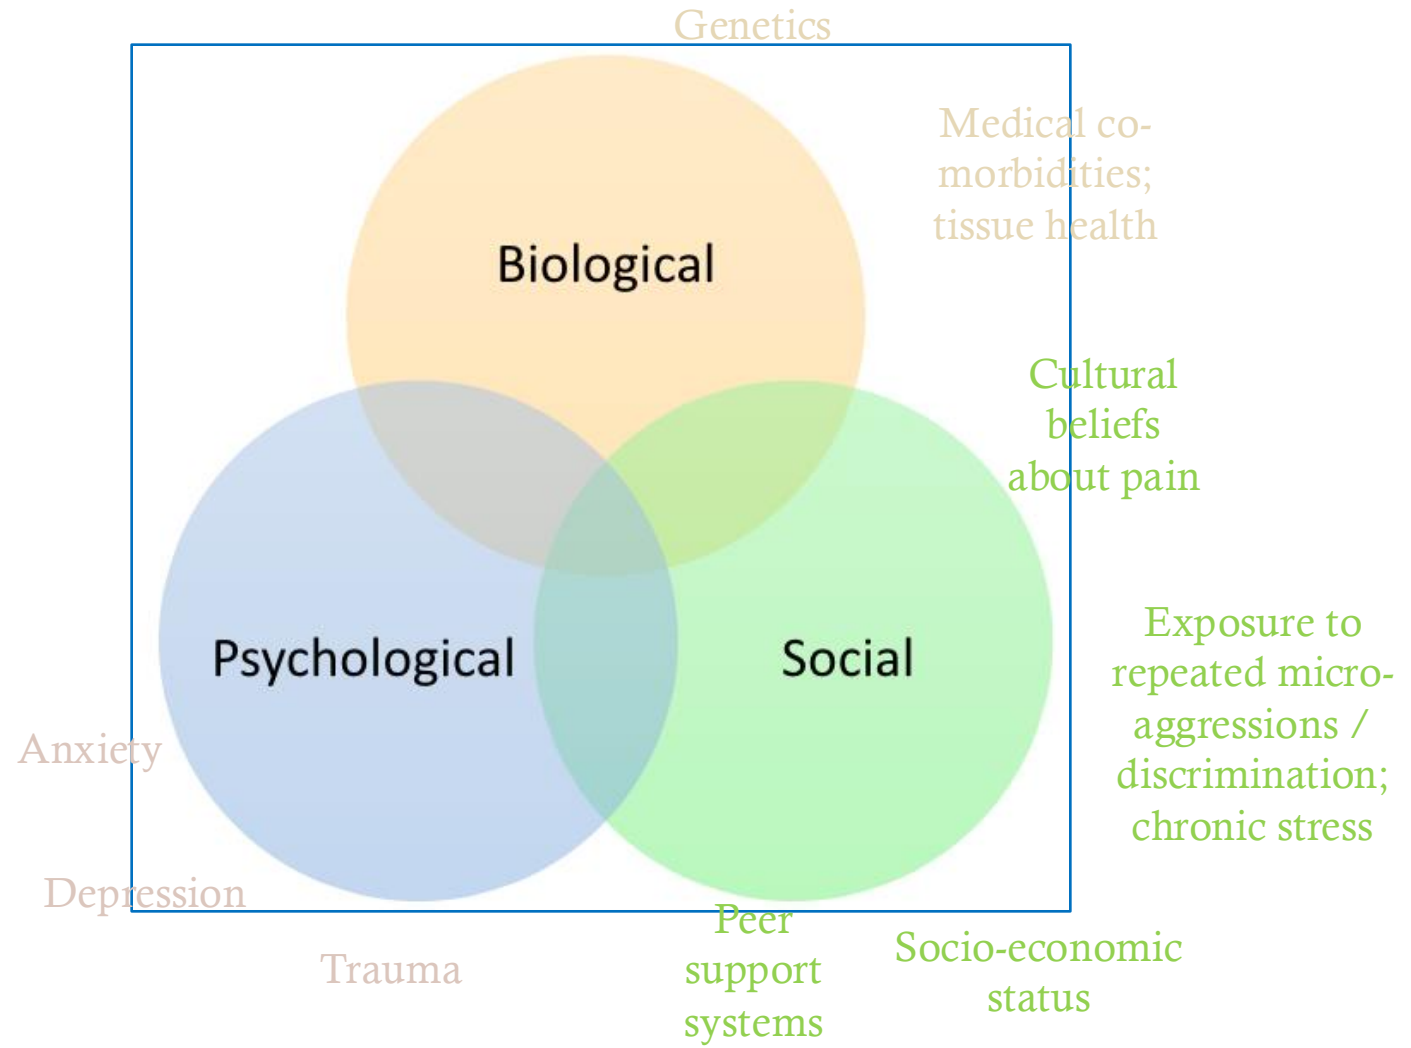 Genetics
Medical co-
morbidities;
tissue health
Biological
Cultural
beliefs
about pain
Psychological
Social
Exposure to
repeated micro-
aggressions /
discrimination;
chronic stress
Anxiety
Depression
Trauma
Peer
support
systems
Socio-economic
status